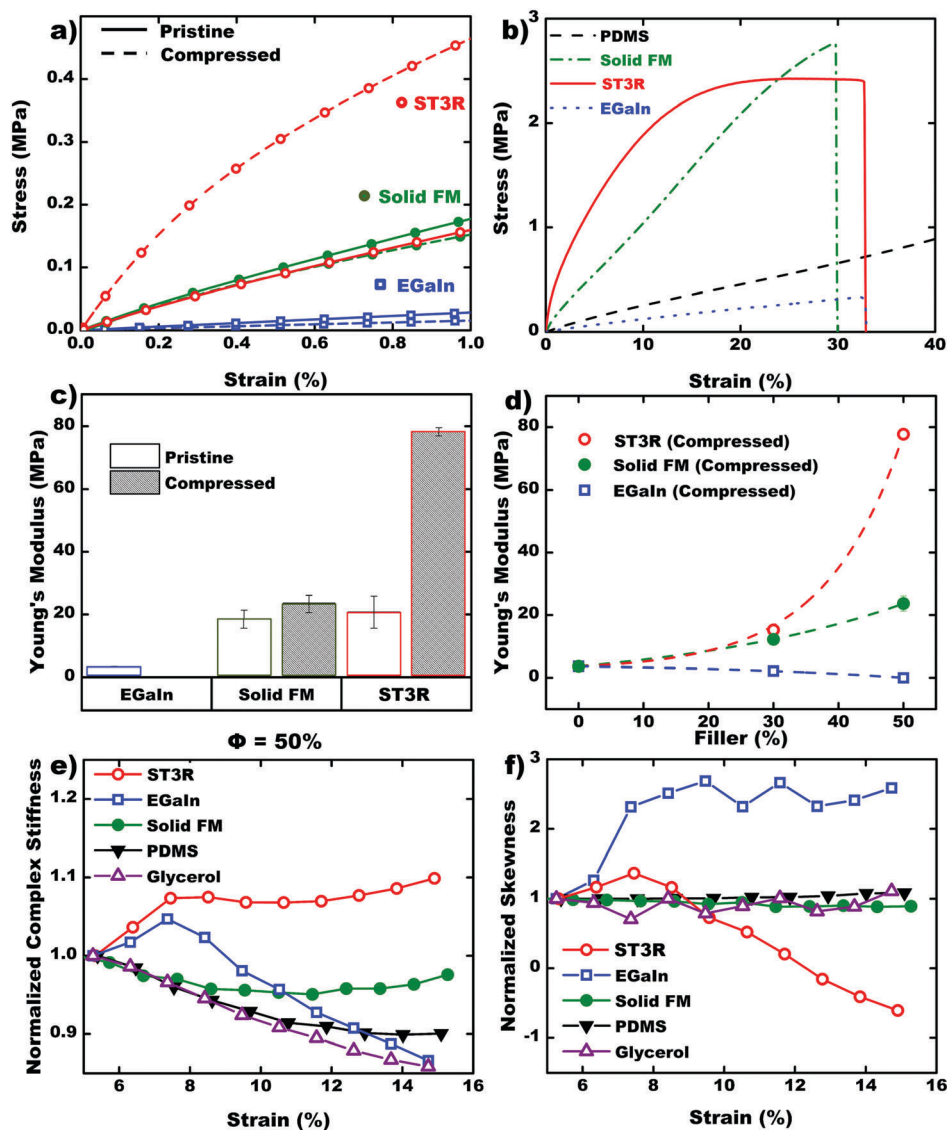 a)
Pristine
Compressed
ST3R
Solid FM
EGaIn
0.4
0.3
0.2
0.1
0.0
0.0 0.2 0.4 0.6 0.8 1.0
Stress (MPa)
Strain (%)
b)
PDMS
Solid FM
ST3R
EGaIn
3
2
1
0
0 10 20 30 40
Stress (MPa)
Strain (%)
c)
Pristine
Compressed
80
60
40
20
0
Young's Modulus (MPa)
EGaIn Solid FM ST3R
Φ = 50%
d)
ST3R (Compressed)
Solid FM (Compressed)
EGaIn (Compressed)
80
60
40
20
0
0 10 20 30 40 50
Young's Modulus (MPa)
Filler (%)
e)
ST3R
EGaIn
Solid FM
PDMS
Glycerol
1.2
1.1
1.0
0.9
6 8 10 12 14 16
Normalized Complex Stiffness
Strain (%)
f)
3
2
1
0
-1
ST3R
EGaIn
Solid FM
PDMS
Glycerol
6 8 10 12 14 16
Normalized Skewness
Strain (%)